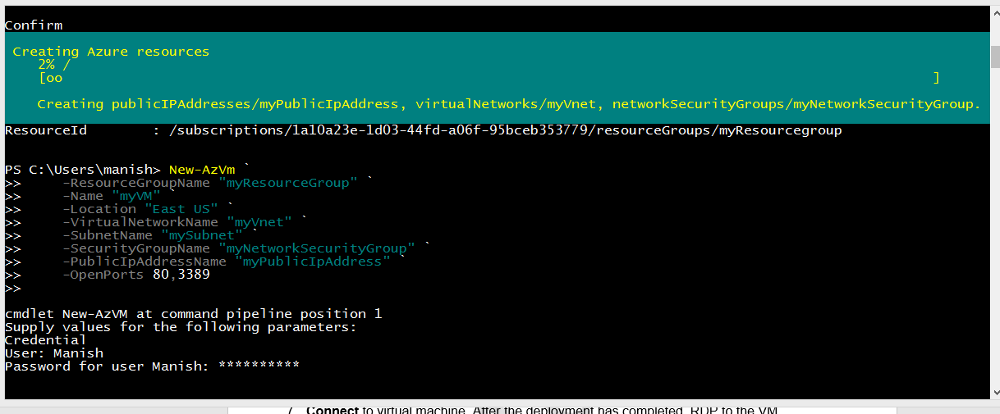 Confirm
Creating Azure resources
2% /
[oo ]
Creating publicIPAddresses/myPublicIpAddress, virtualNetworks/myVnet, networkSecurityGroups/myNetworkSecurityGroup.
ResourceId : /subscriptions/1a10a23e-1d03-44fd-a06f-95bceb353779/resourceGroups/myResourcegroup
PS C:\Users\manish> New-AzVm `
>> -ResourceGroupName "myResourceGroup" `
>> -Name "myVM" `
>> -Location "East US" `
>> -VirtualNetworkName "myVnet" `
>> -SubnetName "mySubnet" `
>> -SecurityGroupName "myNetworkSecurityGroup" `
>> -PublicIpAddressName "myPublicIpAddress" `
>> -OpenPorts 80,3389
>>
cmdlet New-AzVM at command pipeline position 1
Supply values for the following parameters:
Credential
User: Manish
Password for user Manish: **********
7. Connect to virtual machine. After the deployment has completed, RDP to the VM